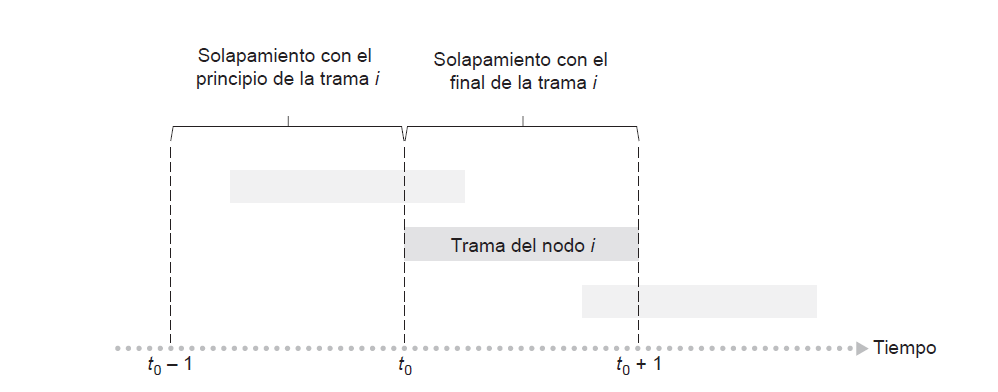 Solapamiento con el
principio de la trama i
Solapamiento con el
final de la trama i
Trama del nodo i
t0 – 1
t0
t0 + 1
Tiempo